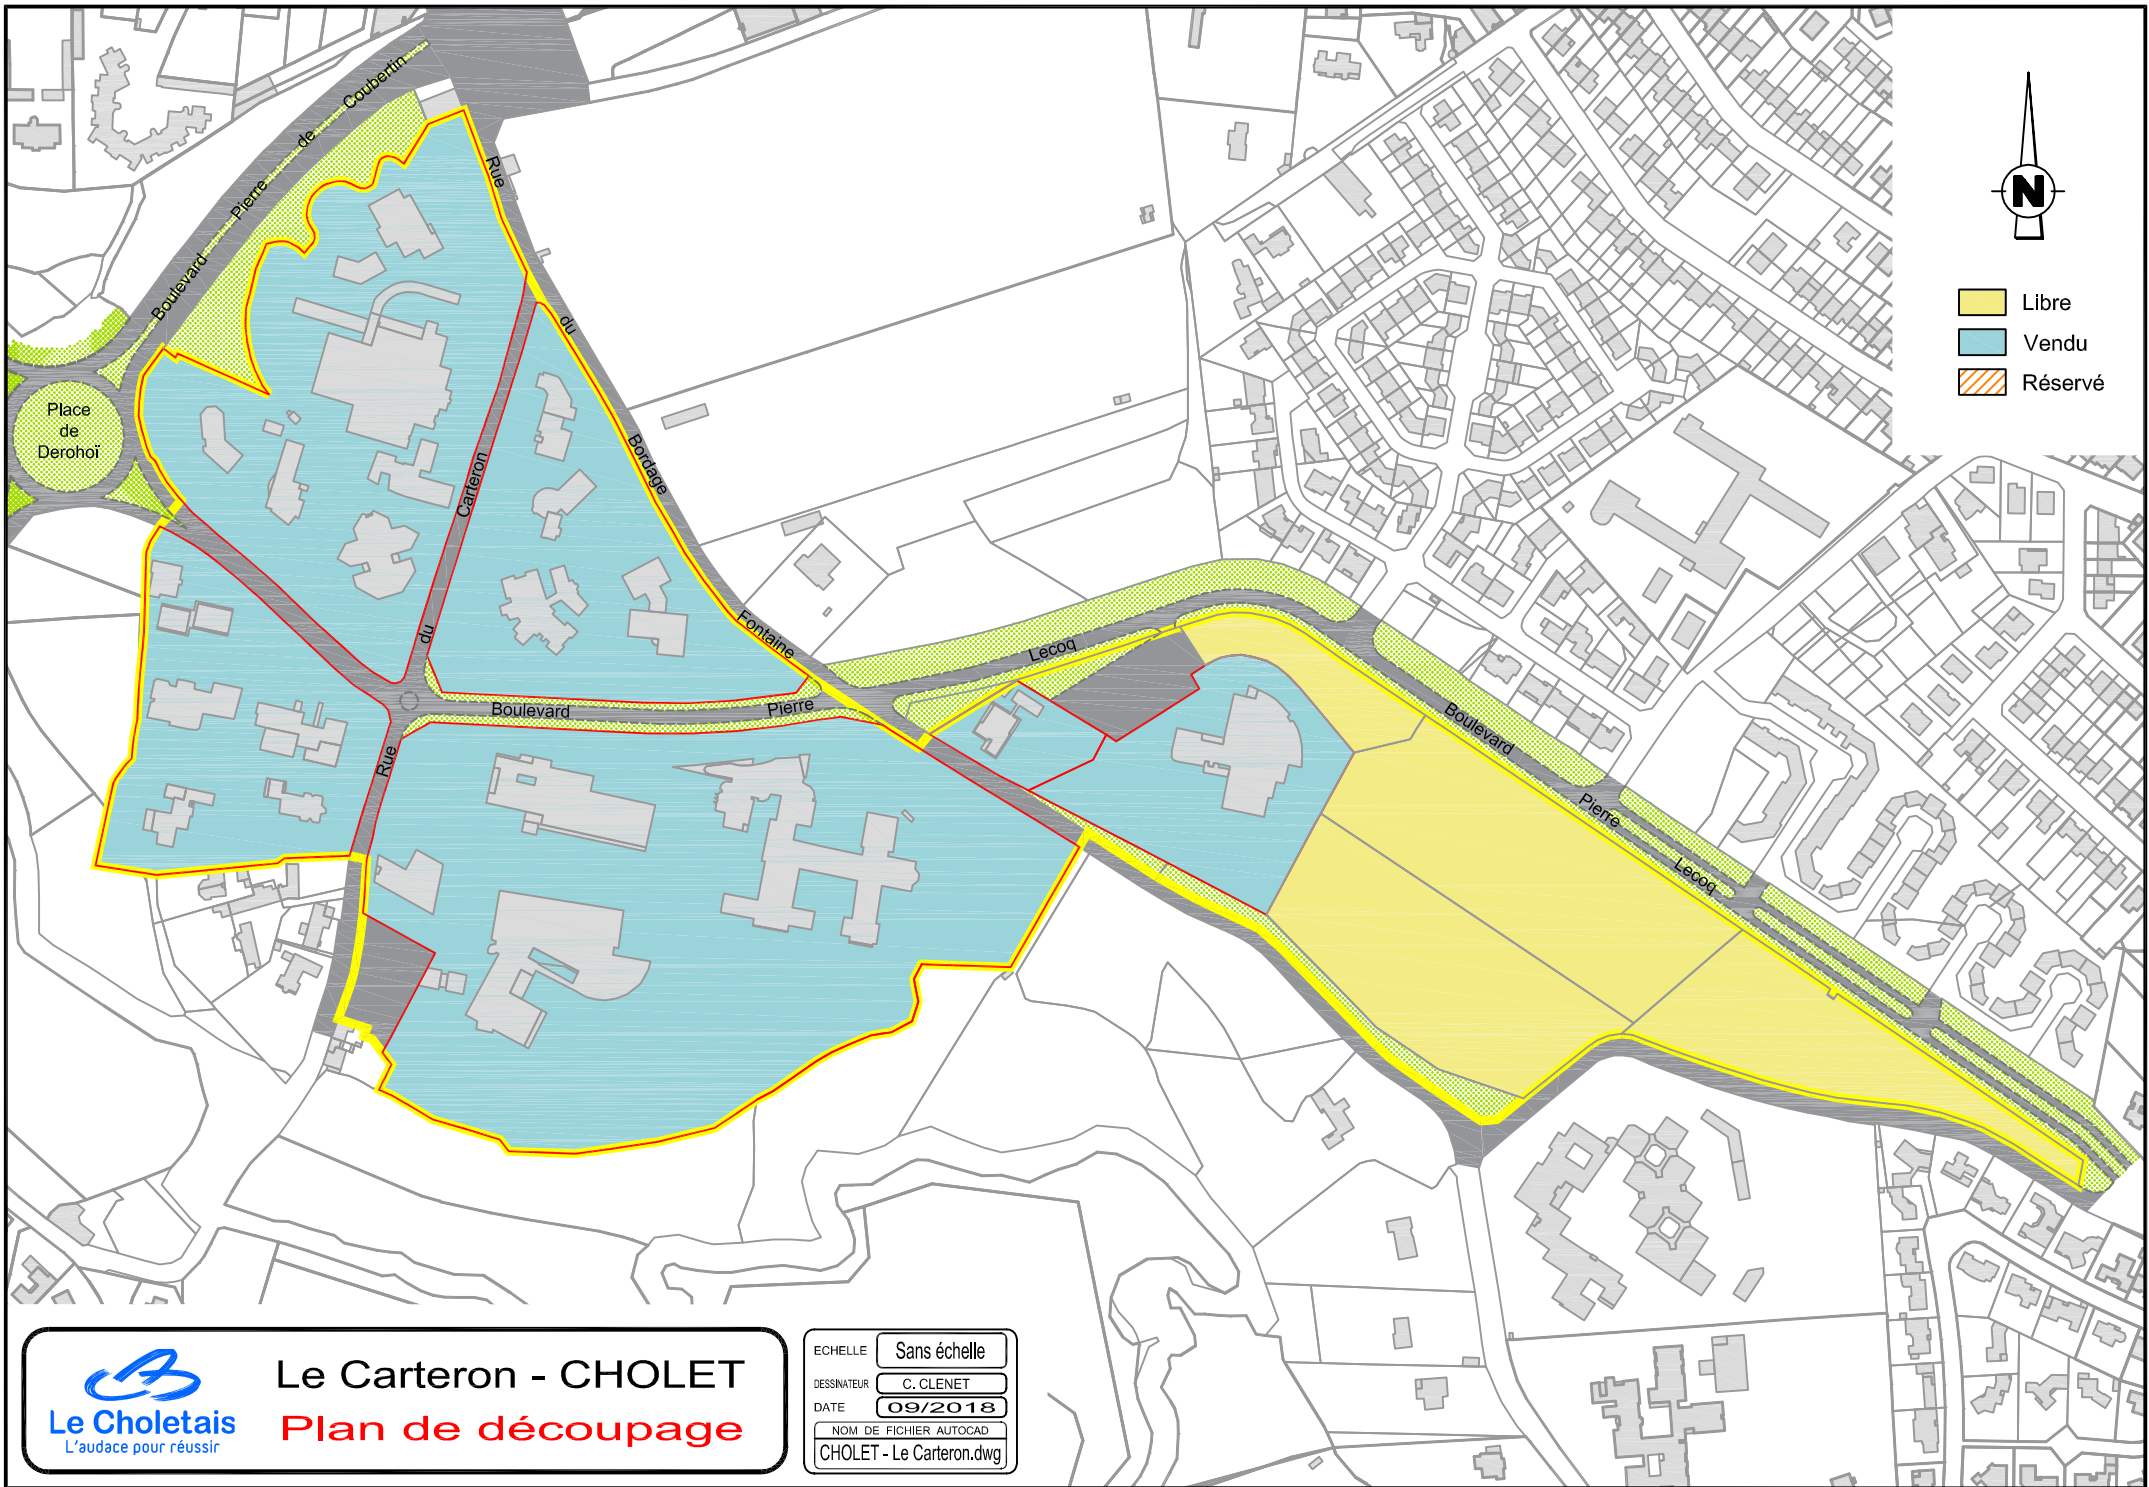 Boulevard Pierre de Coubertin
Place
de
Derohoï
Rue du Bordage Fontaine
Rue du Carteron
Boulevard Pierre Lecoq
Boulevard Pierre Lecoq
N
Libre
Vendu
Réservé
Le Choletais
L'audace pour réussir
Le Carteron - CHOLET
Plan de découpage
ECHELLE Sans échelle
DESSINATEUR C. CLENET
DATE 09/2018
NOM DE FICHIER AUTOCAD
CHOLET - Le Carteron.dwg